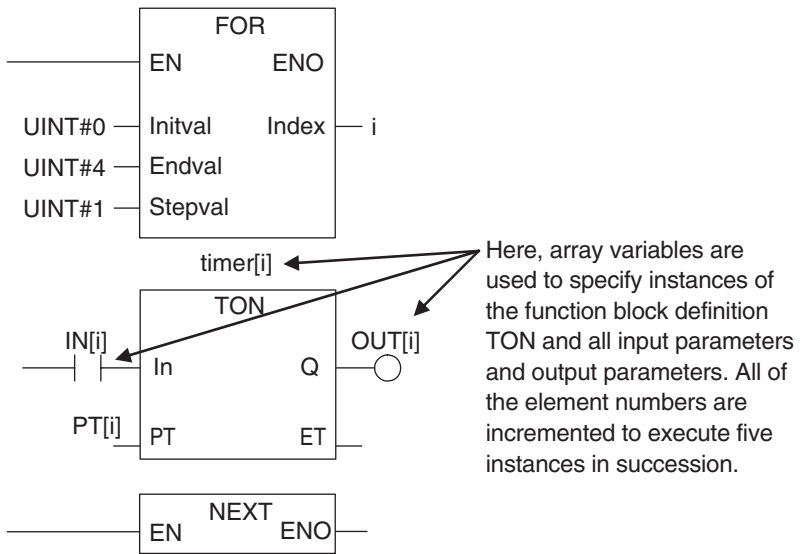 FOR
EN ENO
UINT#0 Initval Index i
UINT#4 Endval
UINT#1 Stepval
timer[i]
TON
IN[i] OUT[i]
In Q
PT[i] PT ET
NEXT
EN ENO
Here, array variables are
used to specify instances of
the function block definition
TON and all input parameters
and output parameters. All of
the element numbers are
incremented to execute five
instances in succession.